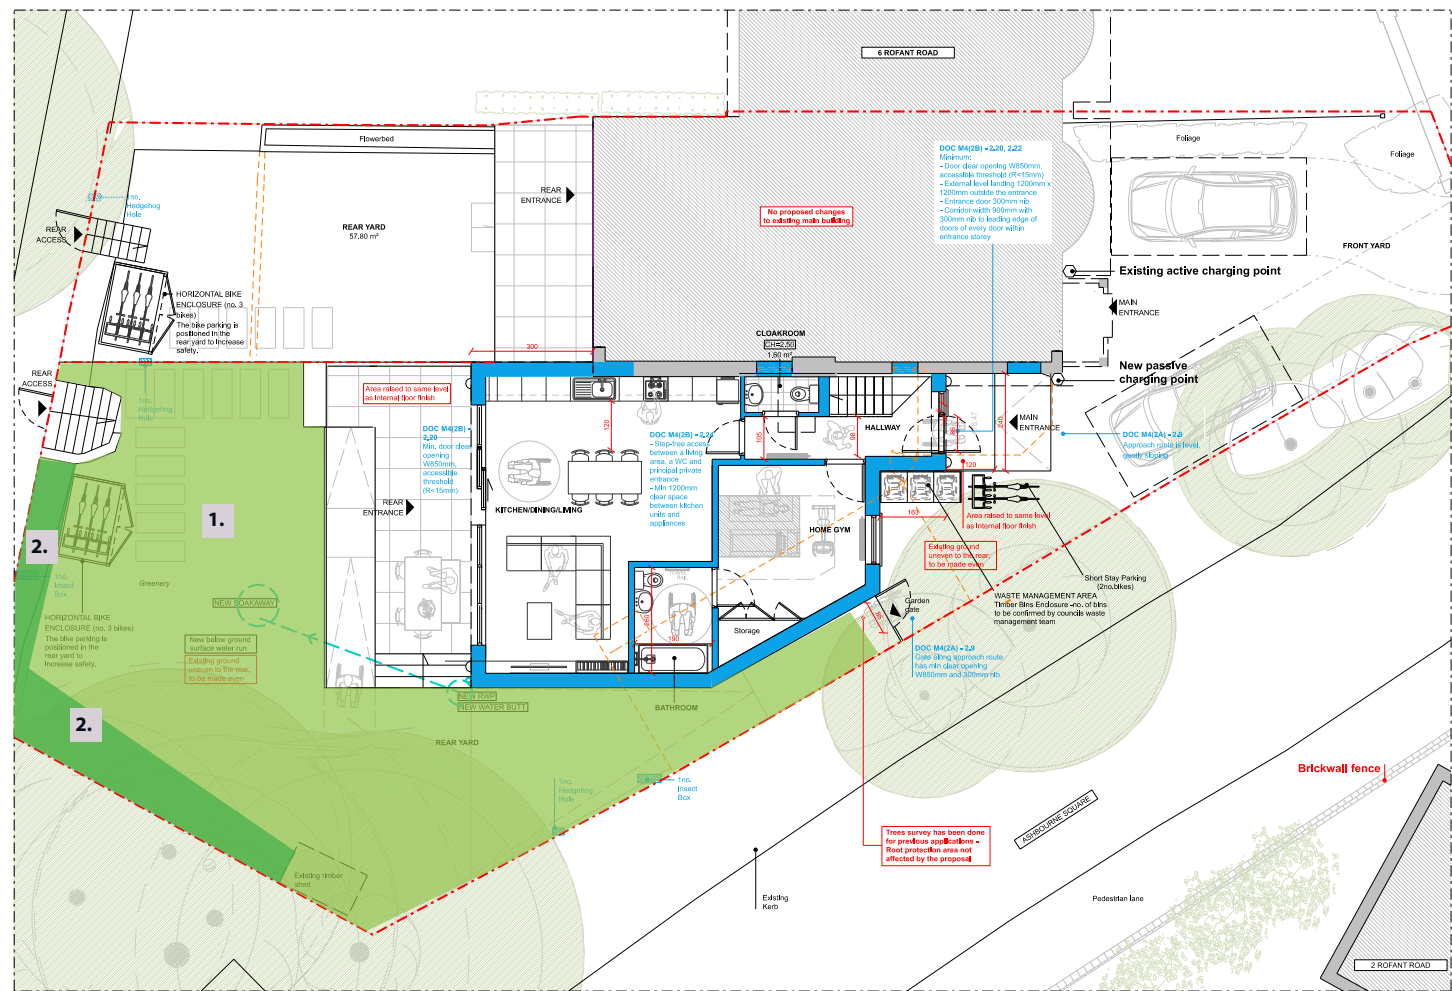 6 ROFANT ROAD
Flowerbed
Foliage
Foliage
DOC M4(2B) - 2.20, 2.22
Minimum:
- Door clear opening W850mm,
accessible threshold (R<15mm)
- External level landing 1200mm x
1200mm outside the entrance
- Entrance door 300mm nib
- Corridor width 900mm with
300mm nib to leading edge of
doors of every door within
entrance storey
1no.
Hedgehog
Hole
REAR
ENTRANCE
REAR
ACCESS
REAR YARD
57.80 m²
No proposed changes
to existing main building
FRONT YARD
Existing active charging point
HORIZONTAL BIKE
ENCLOSURE (no. 3
bikes)
The bike parking is
positioned in the
rear yard to increase
safety.
MAIN
ENTRANCE
CLOAKROOM
CH=2.50
1.60 m²
300
New passive
charging point
REAR
ACCESS
1no.
Hedgehog
Hole
Area raised to same level
as internal floor finish
DOC M4(2B) -
2.20
Min. door clear
opening
W850mm,
accessible
threshold
(R<15mm)
120
DOC M4(2B) - 2.24
- Step-free access
between a living
area, a WC and
principal private
entrance
- Min 1200mm
clear space
between kitchen
units and
appliances
105
98
HALLWAY
86
240
MAIN
ENTRANCE
DOC M4(2A) - 2.8
Approach route is level,
gently sloping
120
REAR
ENTRANCE
KITCHEN/DINING/LIVING
HOME GYM
163
Area raised to same level
as internal floor finish
1.
2.
1no.
Insect
Box
Greenery
Existing ground
uneven to the rear,
to be made even
Short Stay Parking
(2no.bikes)
WASTE MANAGEMENT AREA
Timber Bins Enclosure -no. of bins
to be confirmed by councils waste
management team
NEW SOAKAWAY
HORIZONTAL BIKE
ENCLOSURE (no. 3 bikes)
The bike parking is
positioned in the
rear yard to
increase safety.
New below ground
surface water run
Existing ground
uneven to the rear,
to be made even
260
190
Storage
Garden
gate
86
DOC M4(2A) - 2.9
Gate along approach route
has min clear opening
W850mm and 300mm nib
NEW RWP
NEW WATER BUTT
BATHROOM
2.
REAR YARD
1no.
Hedgehog
Hole
1no.
Insect
Box
Brickwall fence
ASHBOURNE SQUARE
Trees survey has been done
for previous applications -
Root protection area not
affected by the proposal
Existing timber
shed
Existing
Kerb
Pedestrian lane
2 ROFANT ROAD